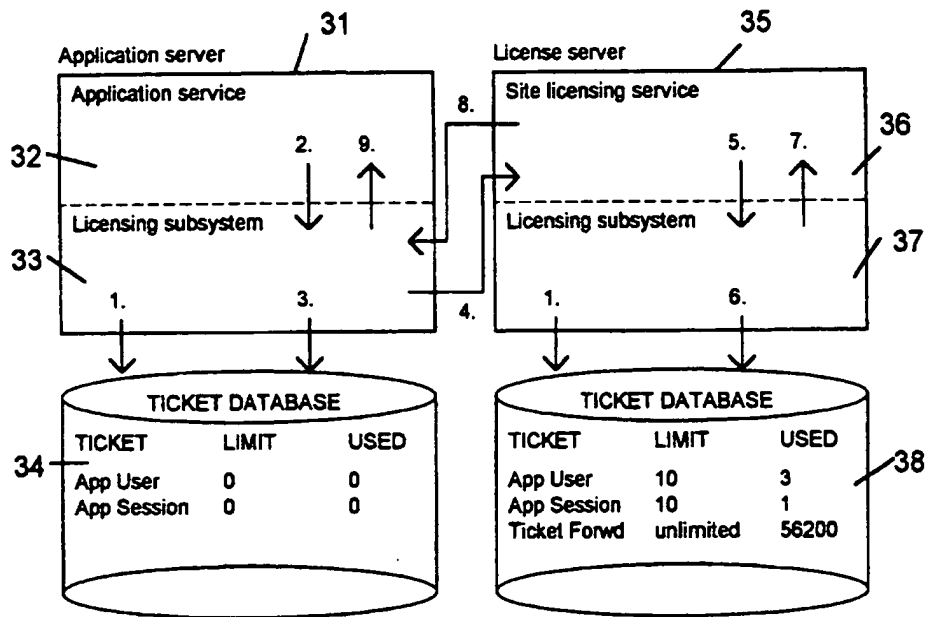 31
35
Application server
License server
Application service
Site licensing service
8.
36
32
2.
9.
5.
7.
Licensing subsystem
Licensing subsystem
37
33
1.
3.
4.
1.
6.
TICKET DATABASE
TICKET DATABASE
TICKET LIMIT USED
TICKET LIMIT USED
34
38
App User 0 0
App User 10 3
App Session 0 0
App Session 10 1
Ticket Forwd unlimited 56200